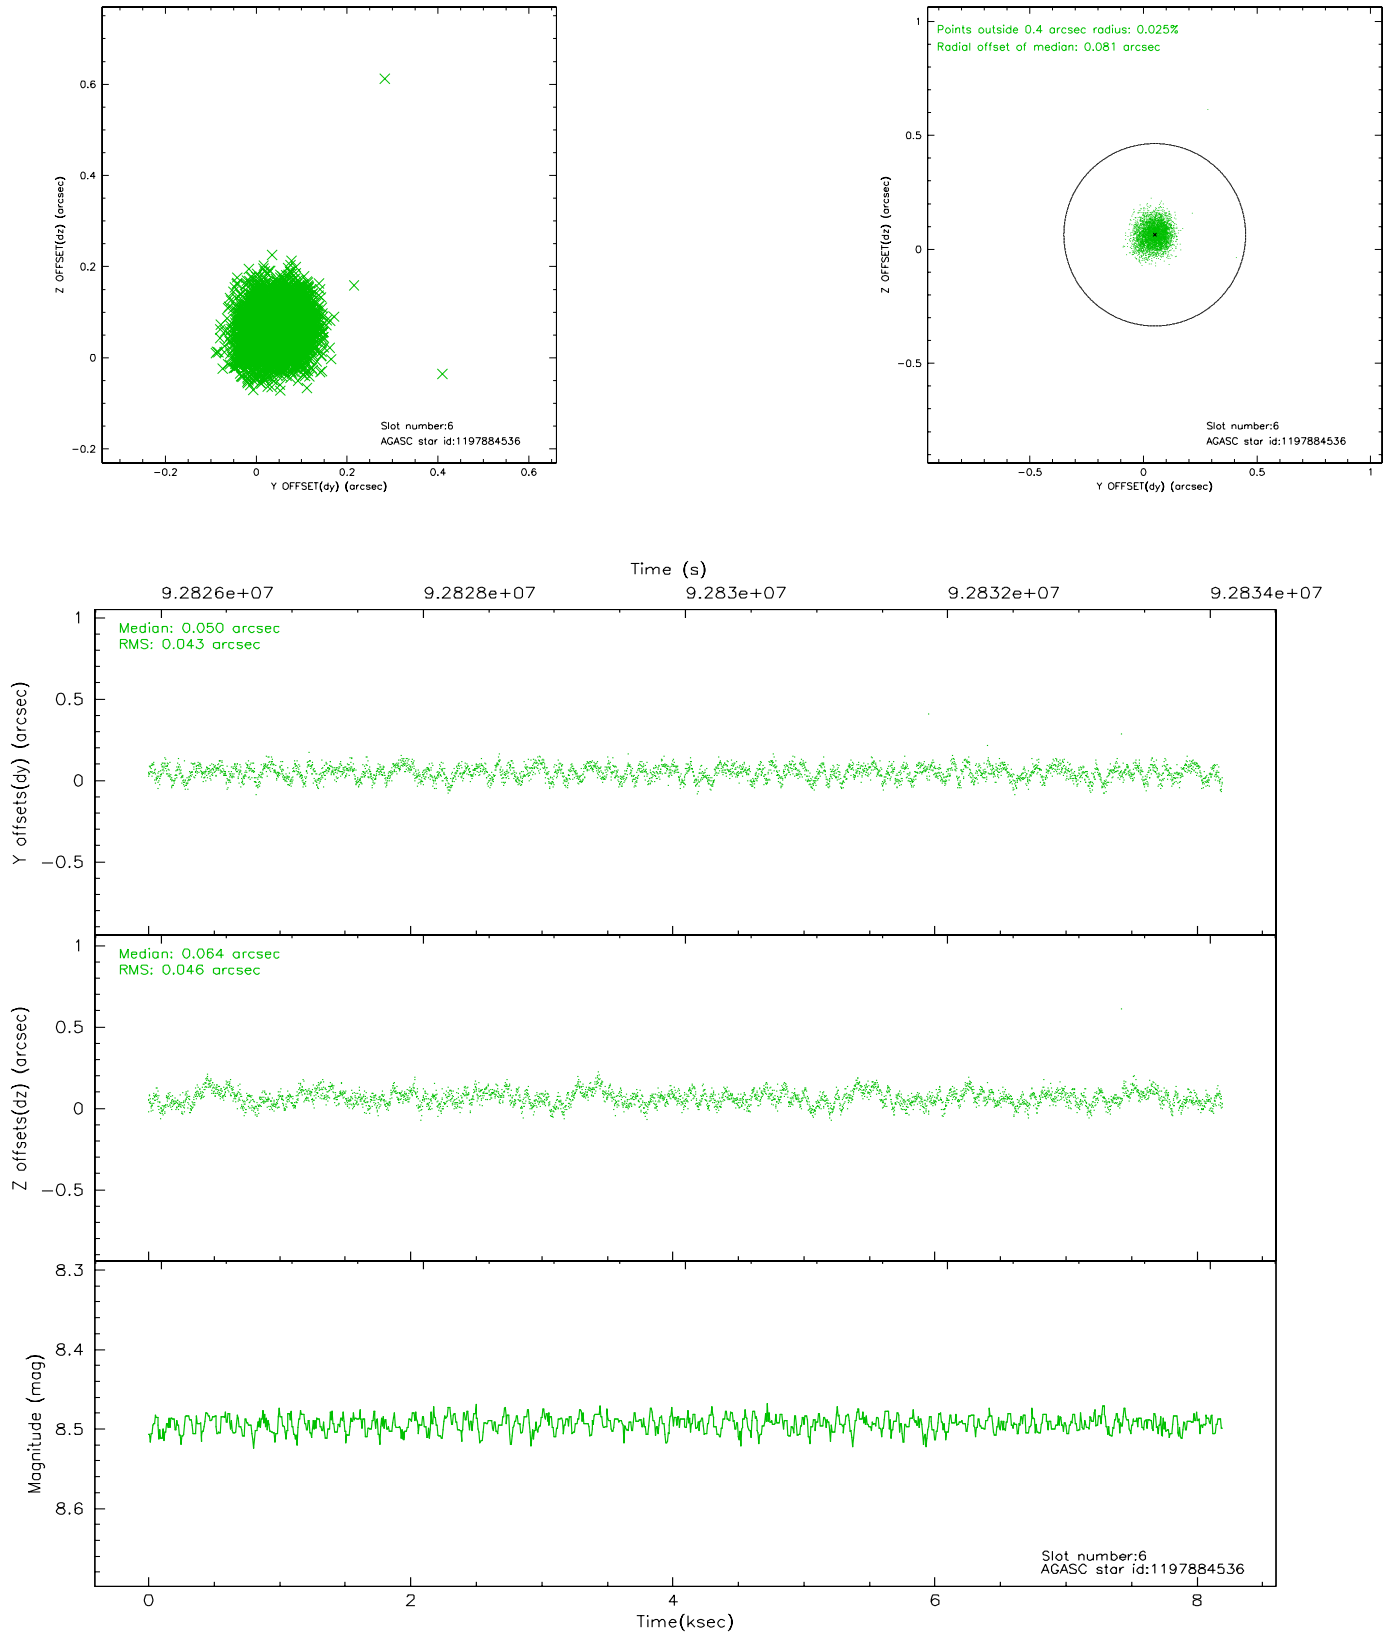 0.6
0.4
0.2
0
−0.2
Z OFFSET(dz) (arcsec)
Slot number:6
AGASC star id:1197884536
−0.2 0 0.2 0.4 0.6
Y OFFSET(dy) (arcsec)
Points outside 0.4 arcsec radius: 0.025%
Radial offset of median: 0.081 arcsec
1
0.5
0
−0.5
Z OFFSET(dz) (arcsec)
Slot number:6
AGASC star id:1197884536
−0.5 0 0.5 1
Y OFFSET(dy) (arcsec)
Time (s)
9.2826e+07 9.2828e+07 9.283e+07 9.2832e+07 9.2834e+07
Median: 0.050 arcsec
RMS: 0.043 arcsec
1
0.5
0
−0.5
Y offsets(dy) (arcsec)
Median: 0.064 arcsec
RMS: 0.046 arcsec
1
0.5
0
−0.5
Z offsets(dz) (arcsec)
8.3
8.4
8.5
8.6
Magnitude (mag)
Slot number:6
AGASC star id:1197884536
0 2 4 6 8
Time(ksec)